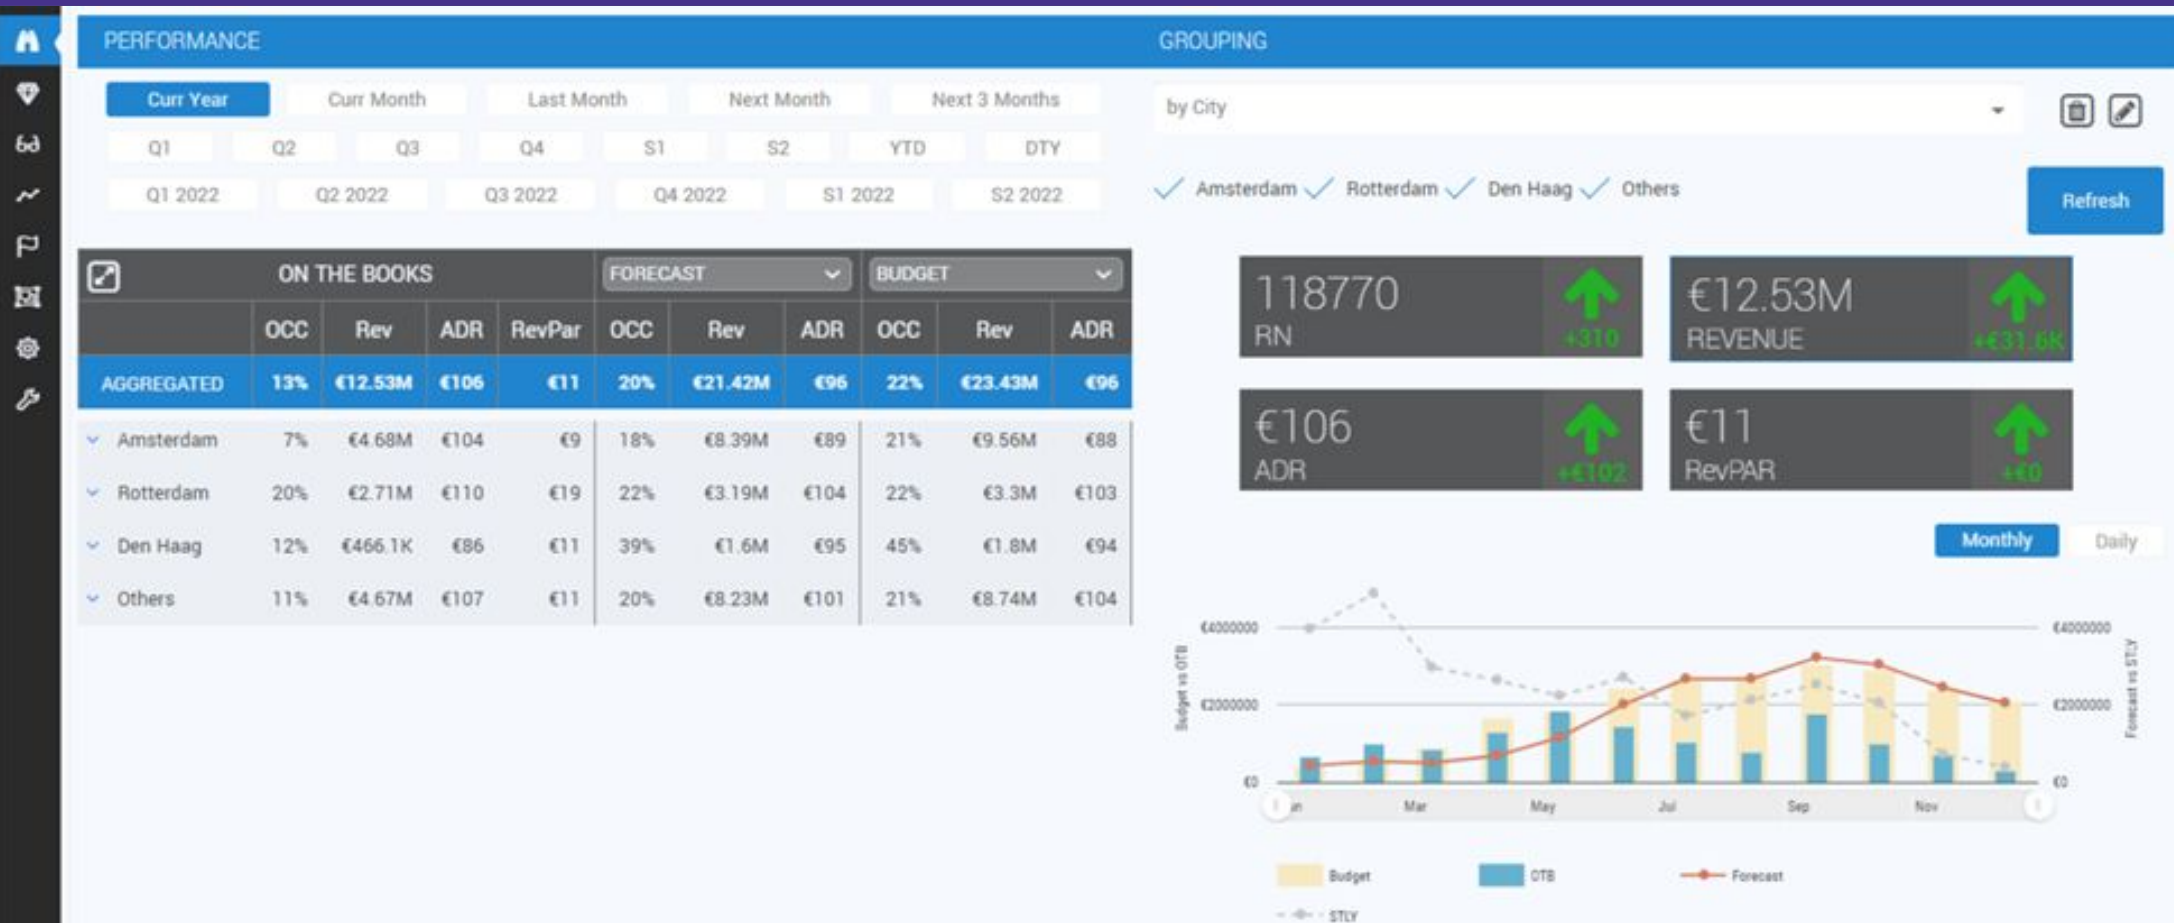 PERFORMANCE
Curr Year Curr Month Last Month Next Month Next 3 Months
Q1 Q2 Q3 Q4 S1 S2 YTD DTY
Q1 2022 Q2 2022 Q3 2022 Q4 2022 S1 2022 S2 2022
ON THE BOOKS FORECAST BUDGET
OCC Rev ADR RevPar OCC Rev ADR OCC Rev ADR
AGGREGATED 13% €12.53M €106 €11 20% €21.42M €96 22% €23.43M €96
Amsterdam 7% €4.68M €104 €9 18% €8.39M €89 21% €9.56M €88
Rotterdam 20% €2.71M €110 €19 22% €3.19M €104 22% €3.3M €103
Den Haag 12% €466.1K €86 €11 39% €1.6M €95 45% €1.8M €94
Others 11% €4.67M €107 €11 20% €8.23M €101 21% €8.74M €104
GROUPING
by City
Amsterdam Rotterdam Den Haag Others
Refresh
118770
RN +310
€12.53M
REVENUE +€31.6K
€106
ADR +€102
€11
RevPAR +€0
Monthly Daily
Budget vs OTB
€4000000 €4000000
€2000000 €2000000
€0 €0
Forecast vs STLY
Mar May Jul Sep Nov
Budget OTB Forecast
STLY